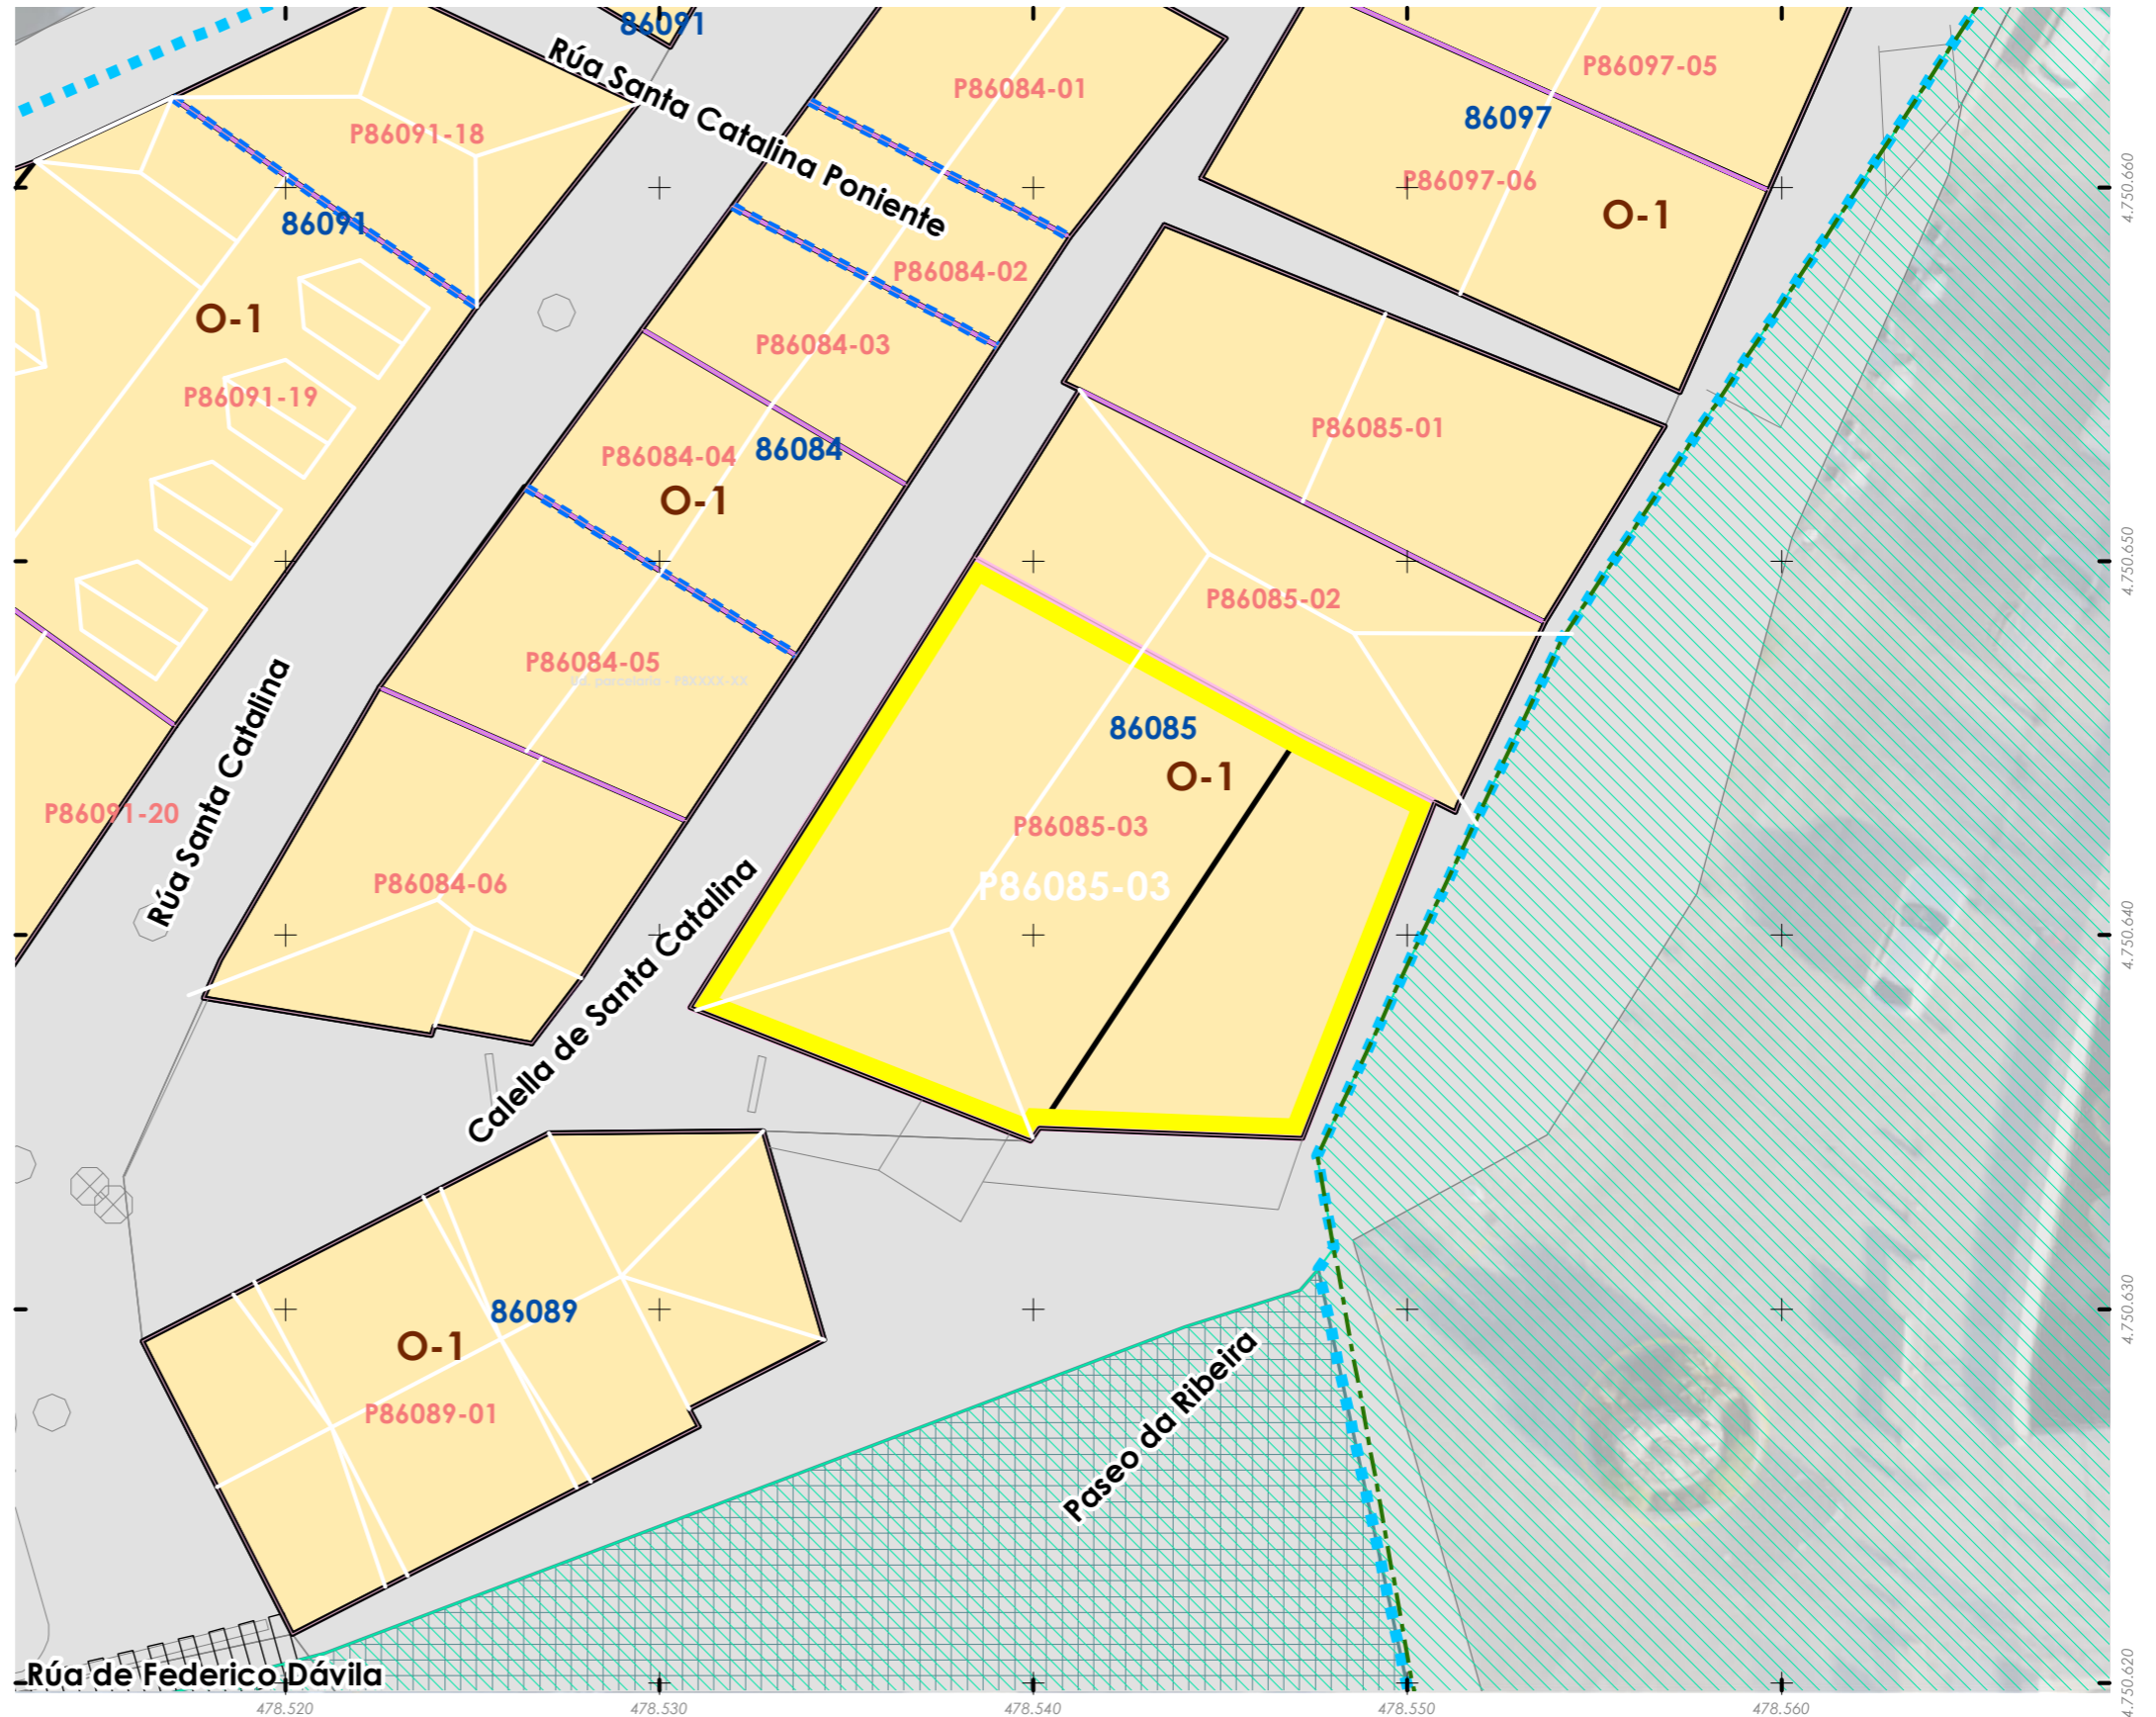 86091
Rúa Santa Catalina Poniente
P86084-01
P86097-05
86097
P86091-18
P86097-06
O-1
86091
P86084-02
O-1
P86084-03
P86091-19
P86085-01
86084
P86084-04
O-1
P86085-02
P86084-05
Ud. parcelaria - P8XXXX-XX
86085
O-1
Rúa Santa Catalina
P86091-20
P86085-03
P86085-03
P86084-06
Calella de Santa Catalina
86089
O-1
P86089-01
Paseo da Ribeira
Rúa de Federico Dávila
4.750.660
4.750.650
4.750.640
4.750.630
4.750.620
478.520
478.530
478.540
478.550
478.560